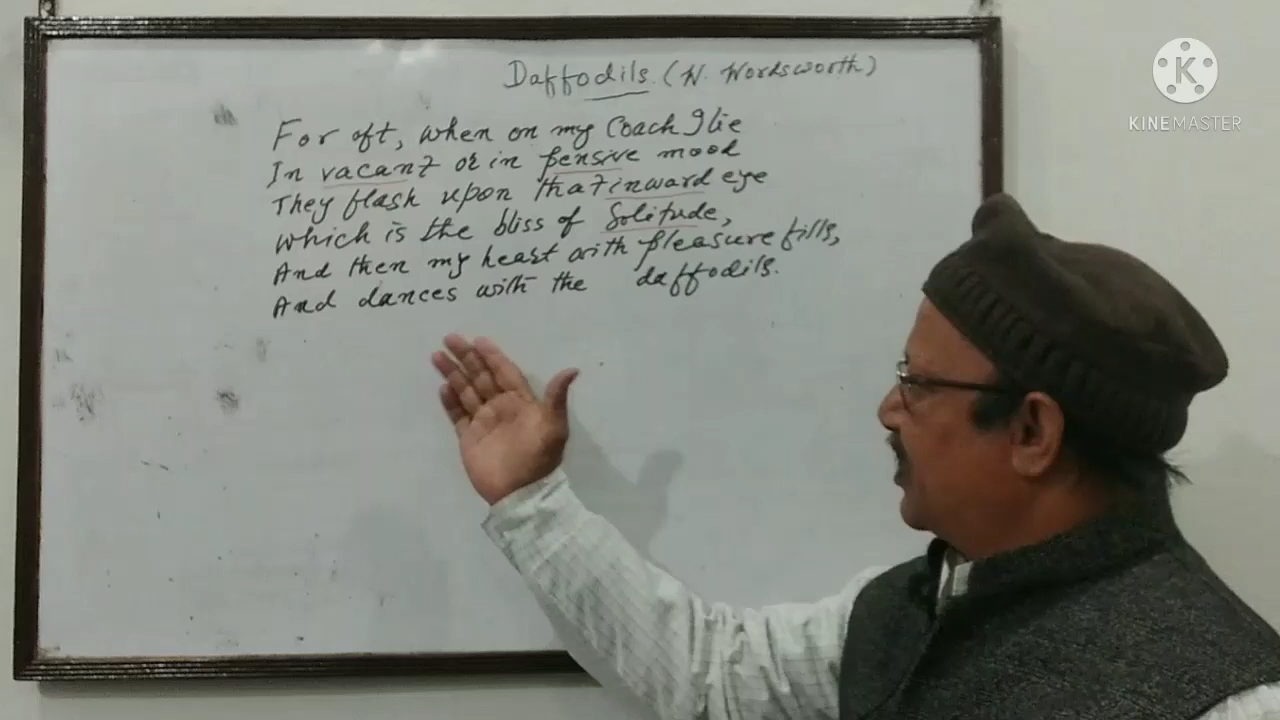 Daffodils. (W. Wordsworth)
For oft, when on my Coach I lie
In vacant or in pensive mood
They flash upon that inward eye
which is the bliss of Solitude,
And then my heart with pleasure fills,
And dances with the daffodils.
K
KINEMASTER